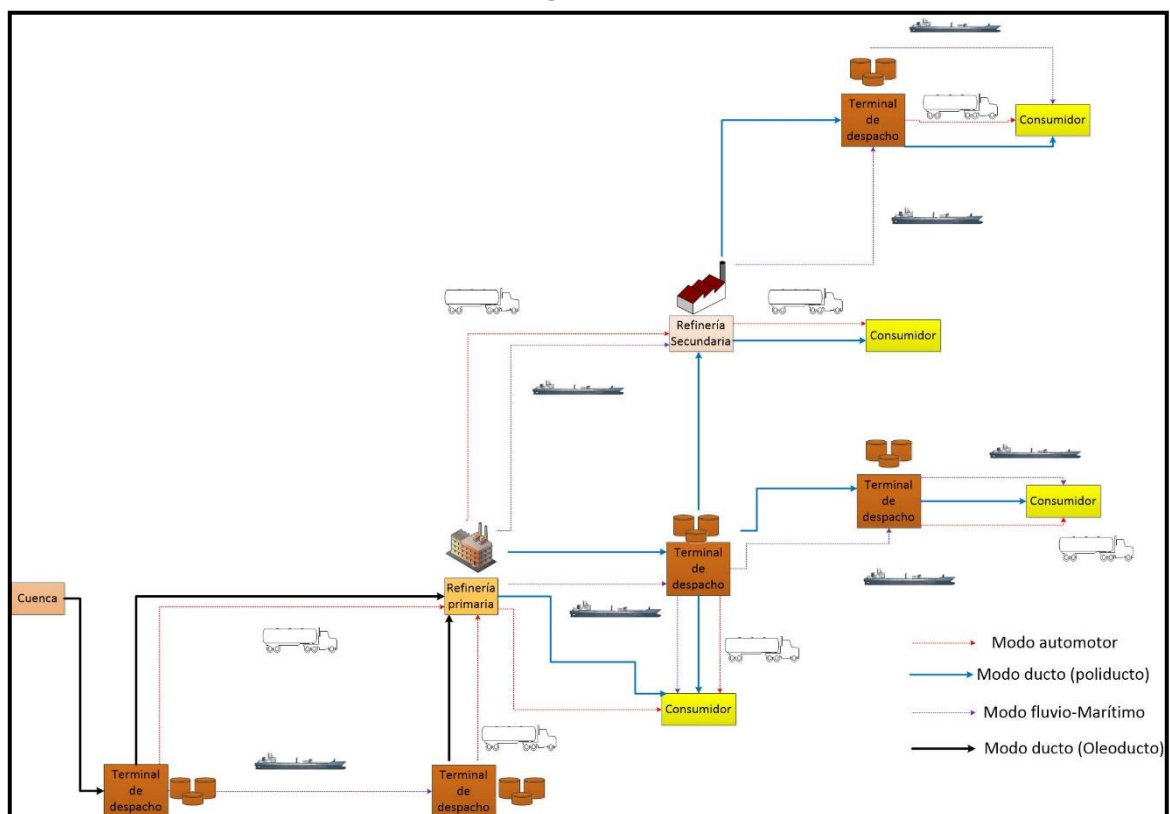 Terminal
de
despacho
Consumidor
Refinería
Secundaria
Consumidor
Terminal
de
despacho
Consumidor
Terminal
de
despacho
Cuenca
Refinería
primaria
Consumidor
Modo automotor
Modo ducto (poliducto)
Modo fluvio-Marítimo
Modo ducto (Oleoducto)
Terminal
de
despacho
Terminal
de
despacho